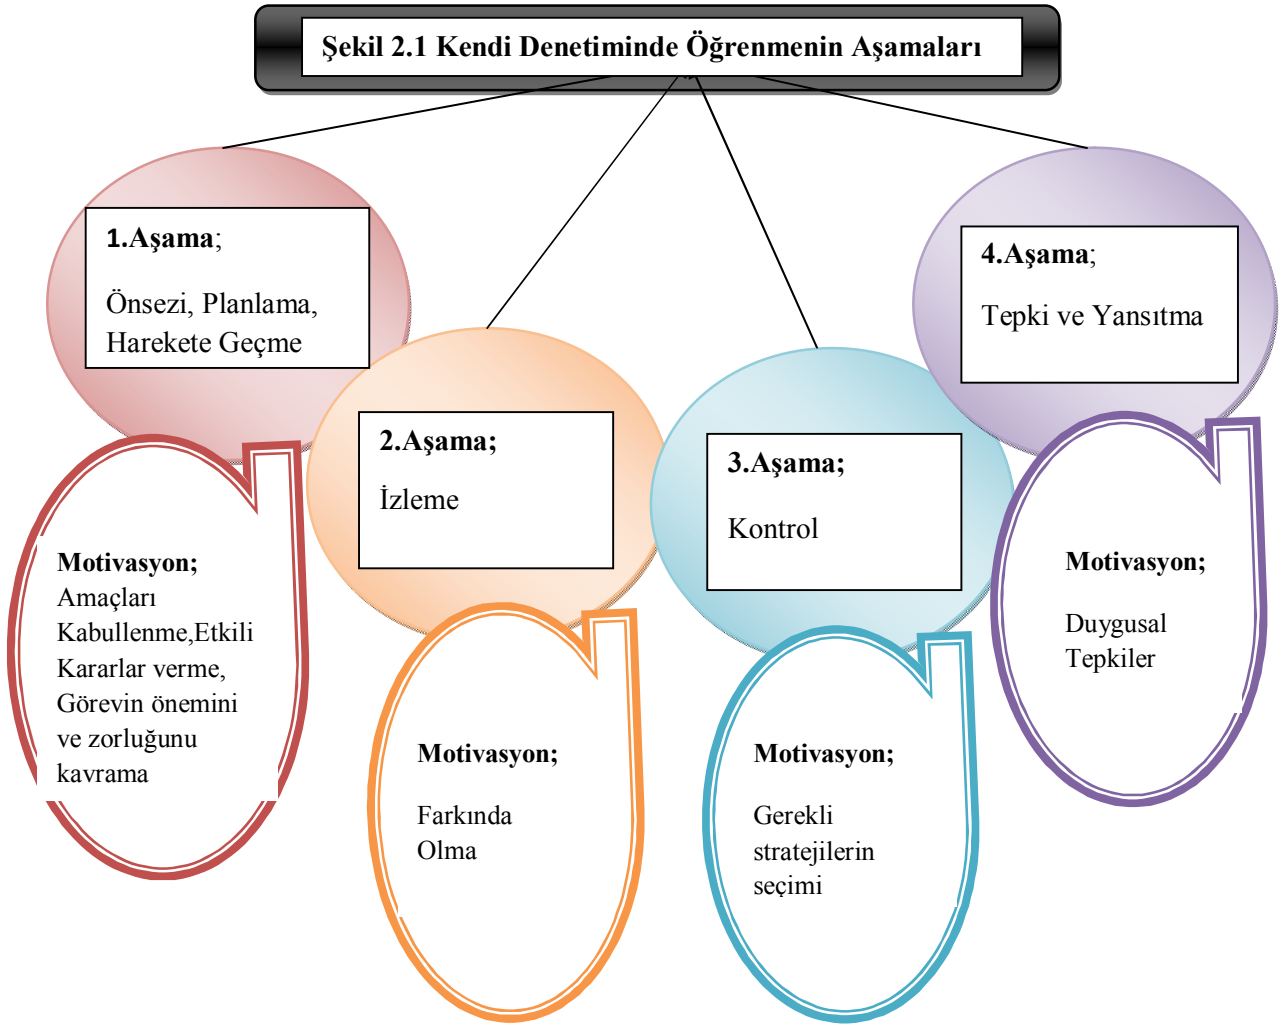 Şekil 2.1 Kendi Denetiminde Öğrenmenin Aşamaları
1.Aşama;
Önsezi, Planlama,
Harekete Geçme
2.Aşama;
İzleme
3.Aşama;
Kontrol
4.Aşama;
Tepki ve Yansıtma
Motivasyon;
Amaçları
Kabullenme,Etkili
Kararlar verme,
Görevin önemini
ve zorluğunu
kavrama
Motivasyon;
Farkında
Olma
Motivasyon;
Gerekli
stratejilerin
seçimi
Motivasyon;
Duygusal
Tepkiler